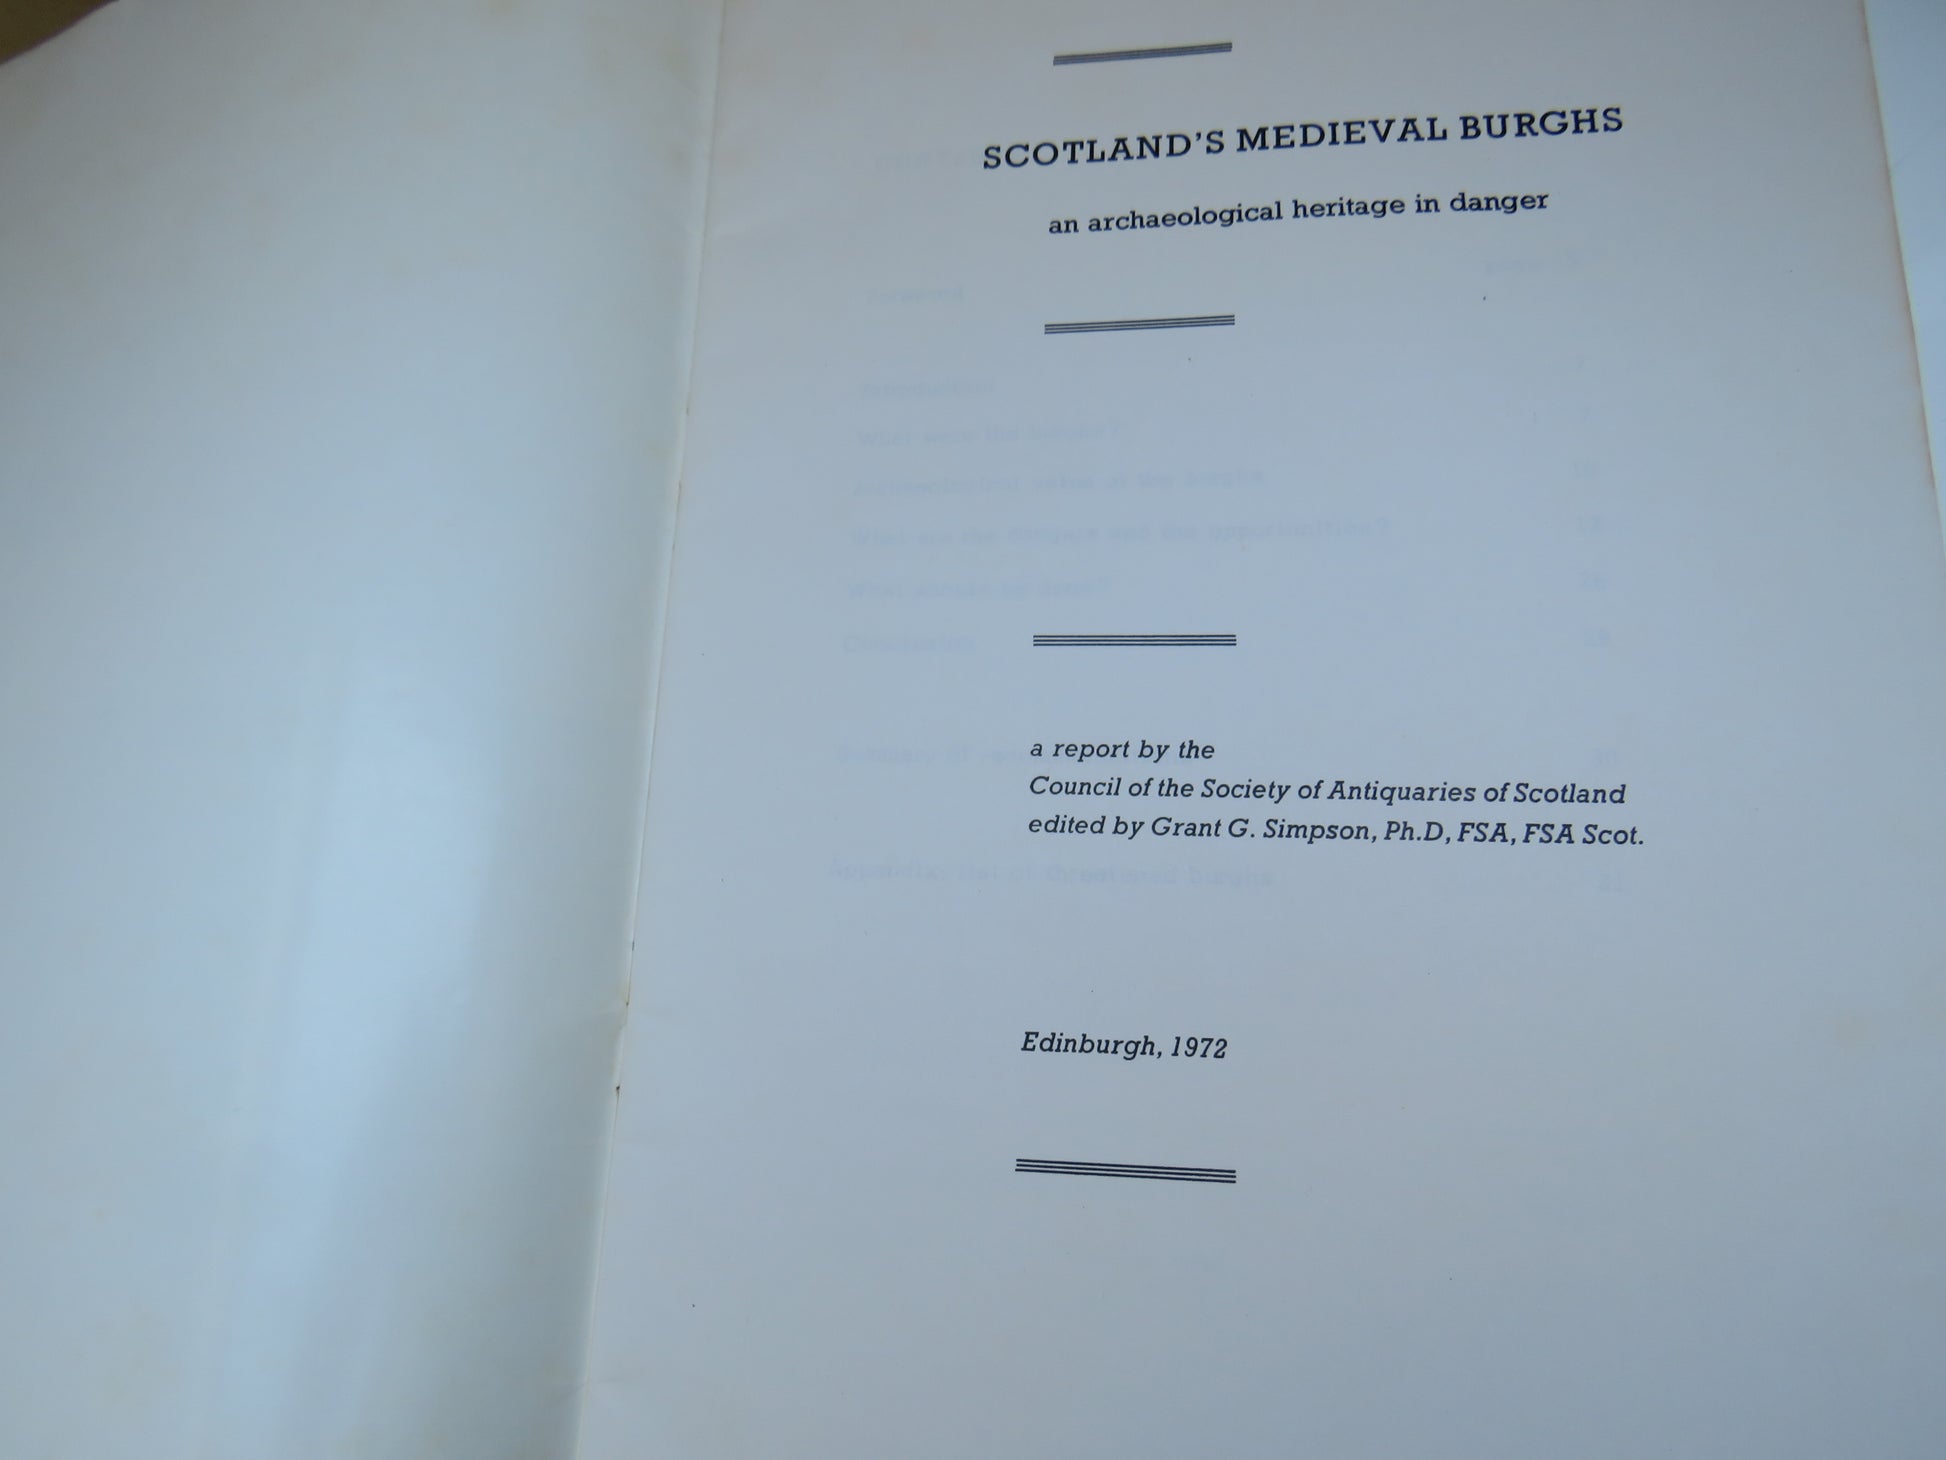 SCOTLAND'S MEDIEVAL BURGHS
an archaeological heritage in danger
a report by the
Council of the Society of Antiquaries of Scotland
edited by Grant G. Simpson, Ph.D, FSA, FSA Scot.
Edinburgh, 1972